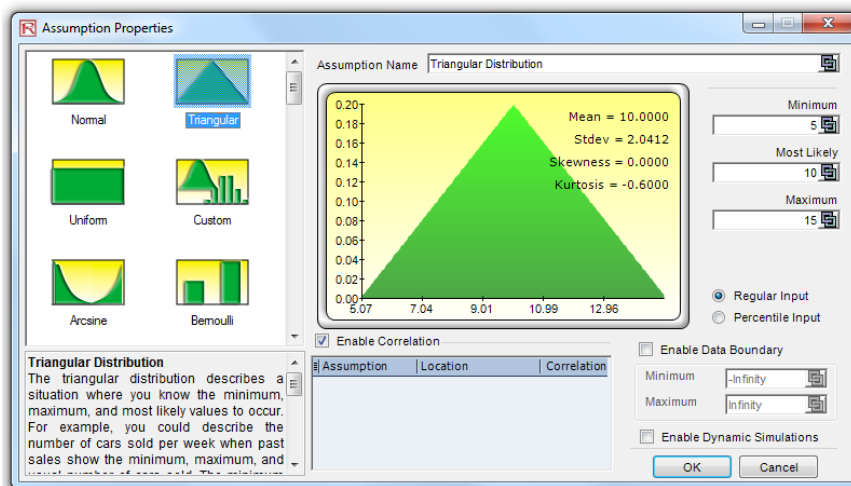 Assumption Properties
Normal
Triangular
Uniform
Custom
Arcsine
Bernoulli
Triangular Distribution
The triangular distribution describes a
situation where you know the minimum,
maximum, and most likely values to occur.
For example, you could describe the
number of cars sold per week when past
sales show the minimum, maximum, and
Assumption Name
Triangular Distribution
0.20
0.18
0.16
0.14
0.12
0.10
0.08
0.06
0.04
0.02
0.00
5.07
7.04
9.01
10.99
12.96
Mean = 10.0000
Stdev = 2.0412
Skewness = 0.0000
Kurtosis = -0.6000
Enable Correlation
Assumption
Location
Correlation
Minimum
5
Most Likely
10
Maximum
15
Regular Input
Percentile Input
Enable Data Boundary
Minimum
-Infinity
Maximum
Infinity
Enable Dynamic Simulations
OK
Cancel